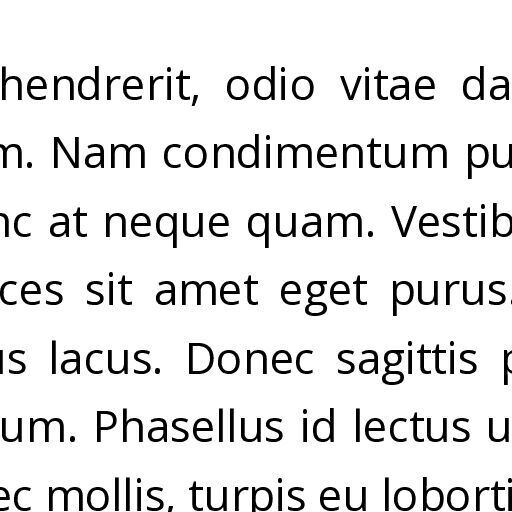 hendrerit, odio vitae da
m. Nam condimentum pu
nc at neque quam. Vestib
ces sit amet eget purus.
us lacus. Donec sagittis p
um. Phasellus id lectus u
ec mollis, turpis eu loborti